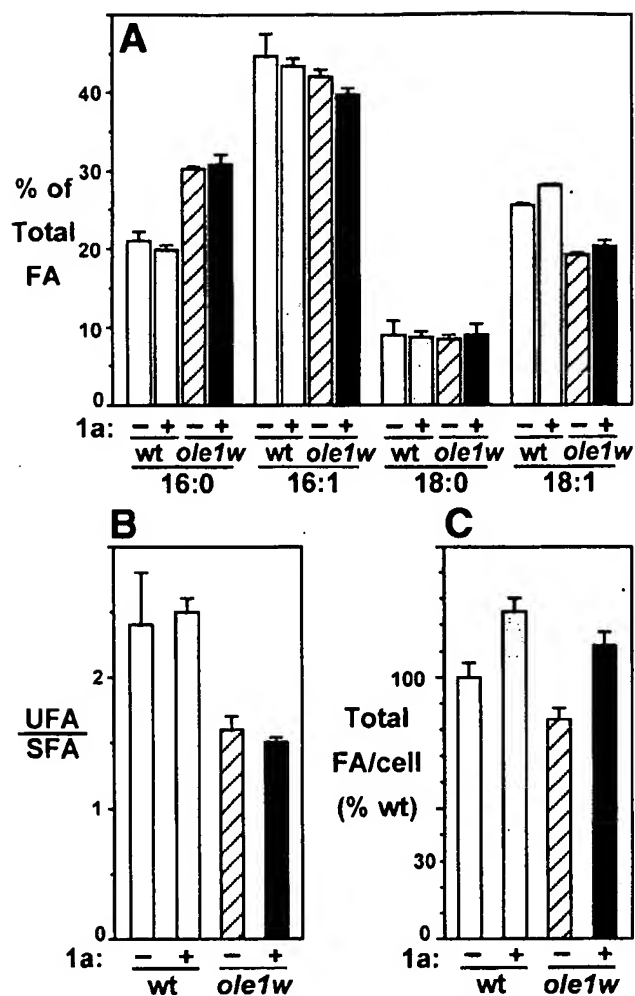 A
% of
Total
FA
40
30
20
10
0
1a: – + – + – + – + – + – + – + – +
wt ole1w wt ole1w wt ole1w wt ole1w
16:0 16:1 18:0 18:1
B
UFA
SFA
2
1
0
1a: – + – +
wt ole1w
C
Total
FA/cell
(% wt)
100
30
0
1a: – + – +
wt ole1w